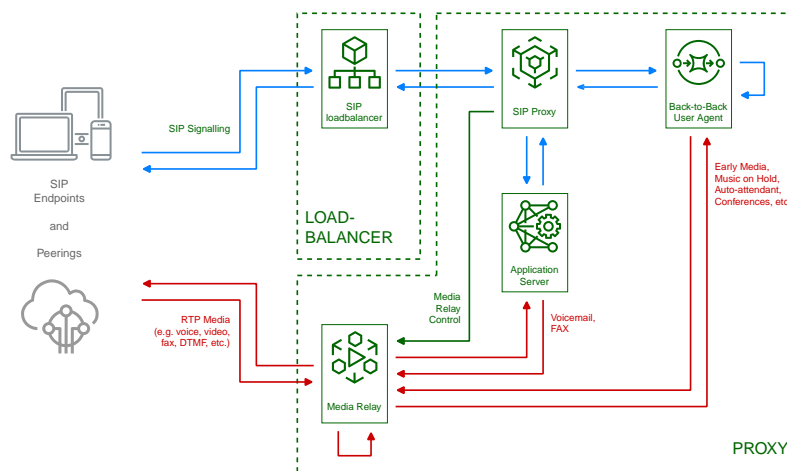 SIP
loadbalancer
SIP Proxy
Back-to-Back
User Agent
SIP Signalling
SIP
Endpoints
and
Peerings
LOAD-
BALANCER
Early Media,
Music on Hold,
Auto-attendant,
Conferences, etc
Application
Server
Media
Relay
Control
RTP Media
(e.g. voice, video,
fax, DTMF, etc.)
Voicemail,
FAX
Media Relay
PROXY